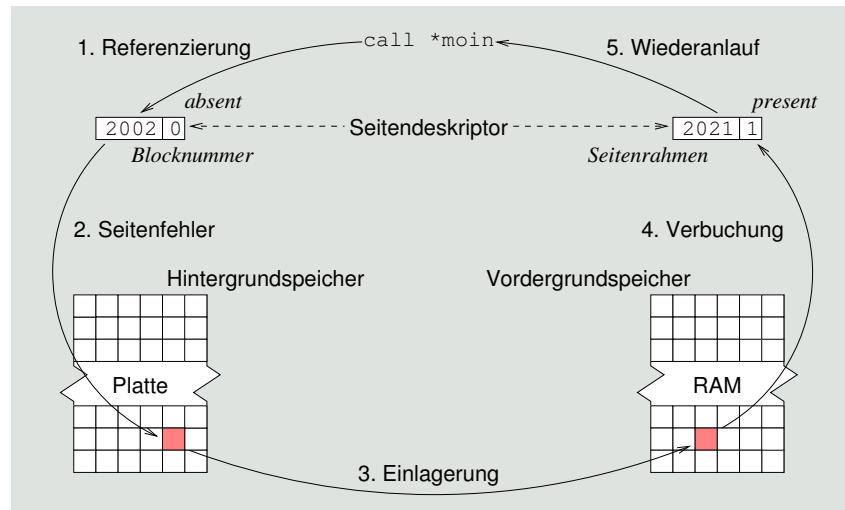 1. Referenzierung
call *moin
5. Wiederanlauf
absent
present
2002 0
Seitendeskriptor
2021 1
Blocknummer
Seitenrahmen
2. Seitenfehler
4. Verbuchung
Hintergrundspeicher
Vordergrundspeicher
Platte
RAM
3. Einlagerung